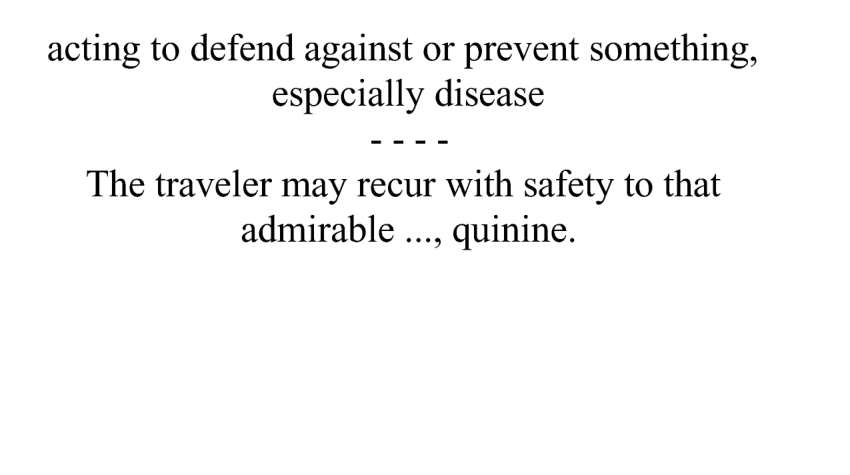 acting to defend against or prevent something,
especially disease
- - - -
The traveler may recur with safety to that
admirable ..., quinine.